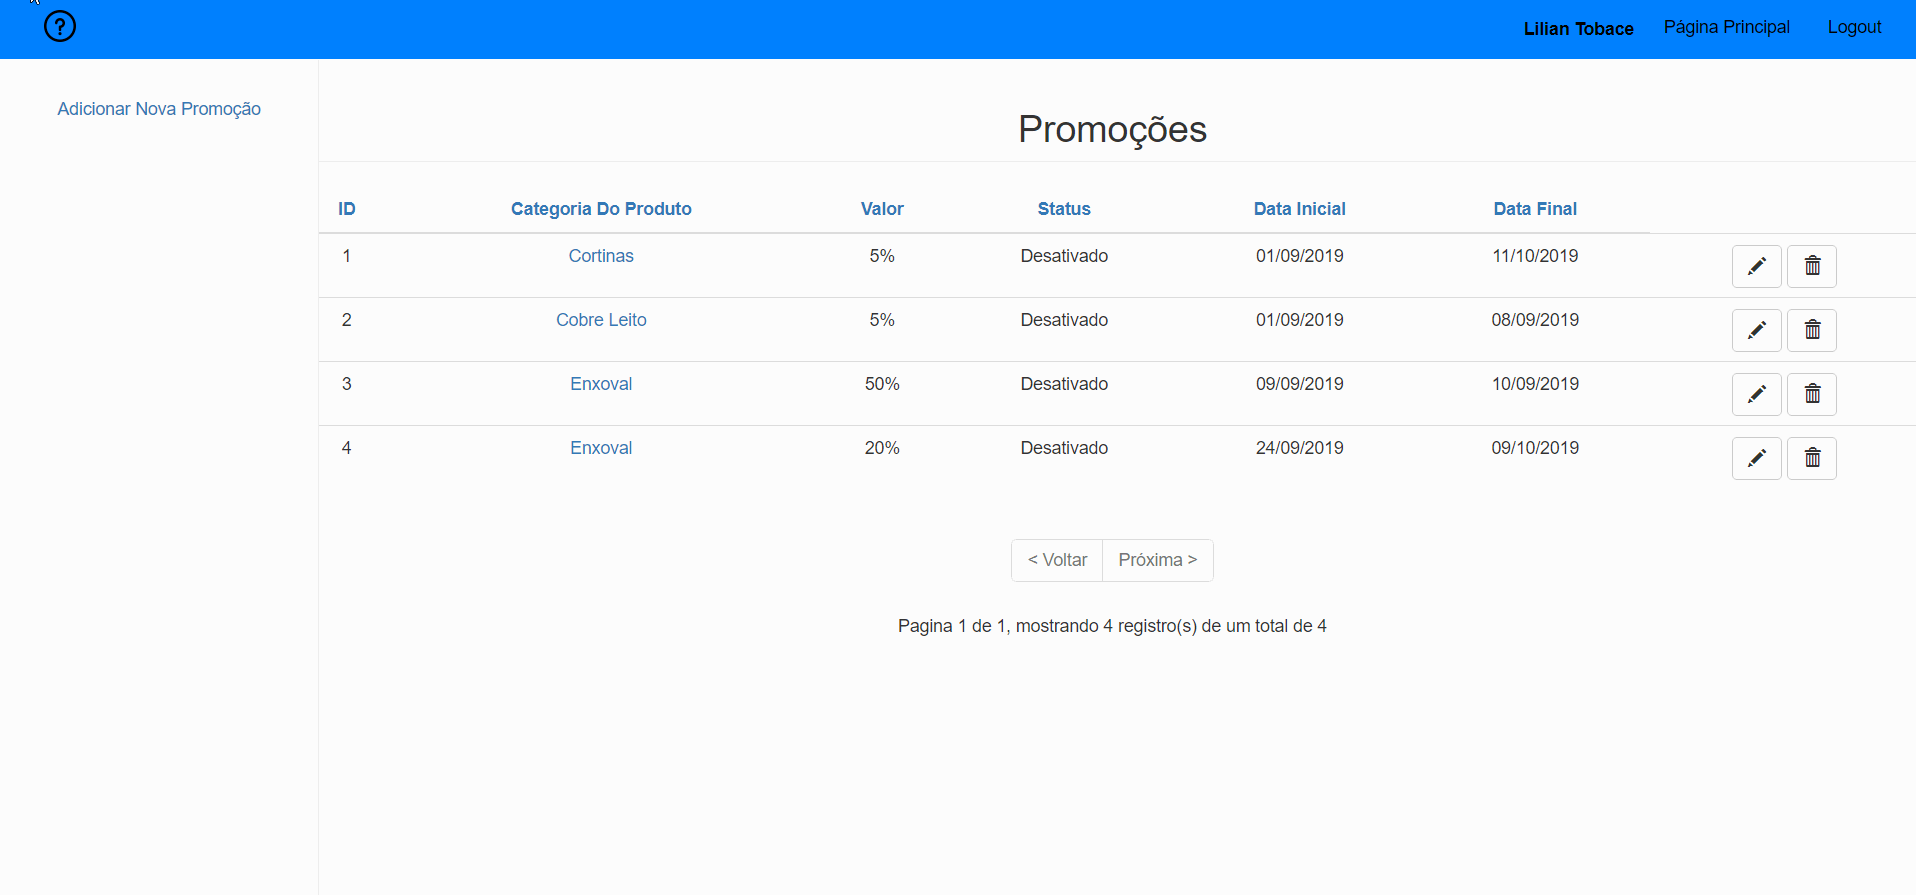 ?
Lilian Tobace Página Principal Logout
Adicionar Nova Promoção
Promoções
ID Categoria Do Produto Valor Status Data Inicial Data Final
1 Cortinas 5% Desativado 01/09/2019 11/10/2019
2 Cobre Leito 5% Desativado 01/09/2019 08/09/2019
3 Enxoval 50% Desativado 09/09/2019 10/09/2019
4 Enxoval 20% Desativado 24/09/2019 09/10/2019
< Voltar Próxima >
Pagina 1 de 1, mostrando 4 registro(s) de um total de 4